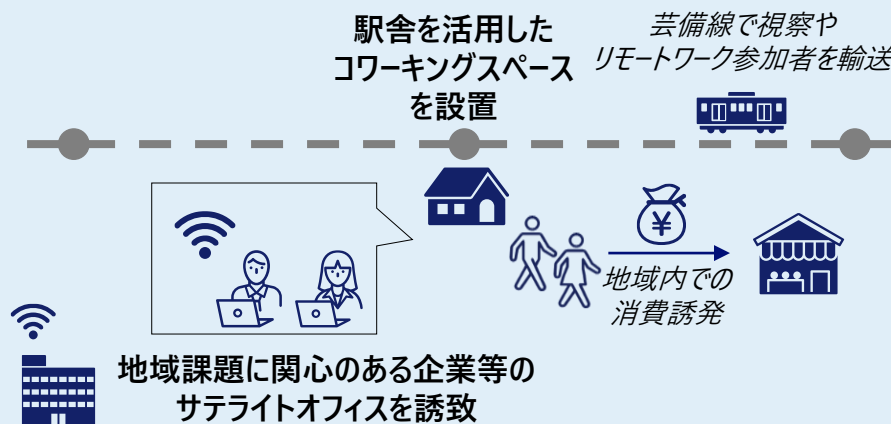 駅舎を活用した
コワーキングスペース
を設置
芸備線で視察や
リモートワーク参加者を輸送
¥
地域内での
消費誘発
地域課題に関心のある企業等の
サテライトオフィスを誘致